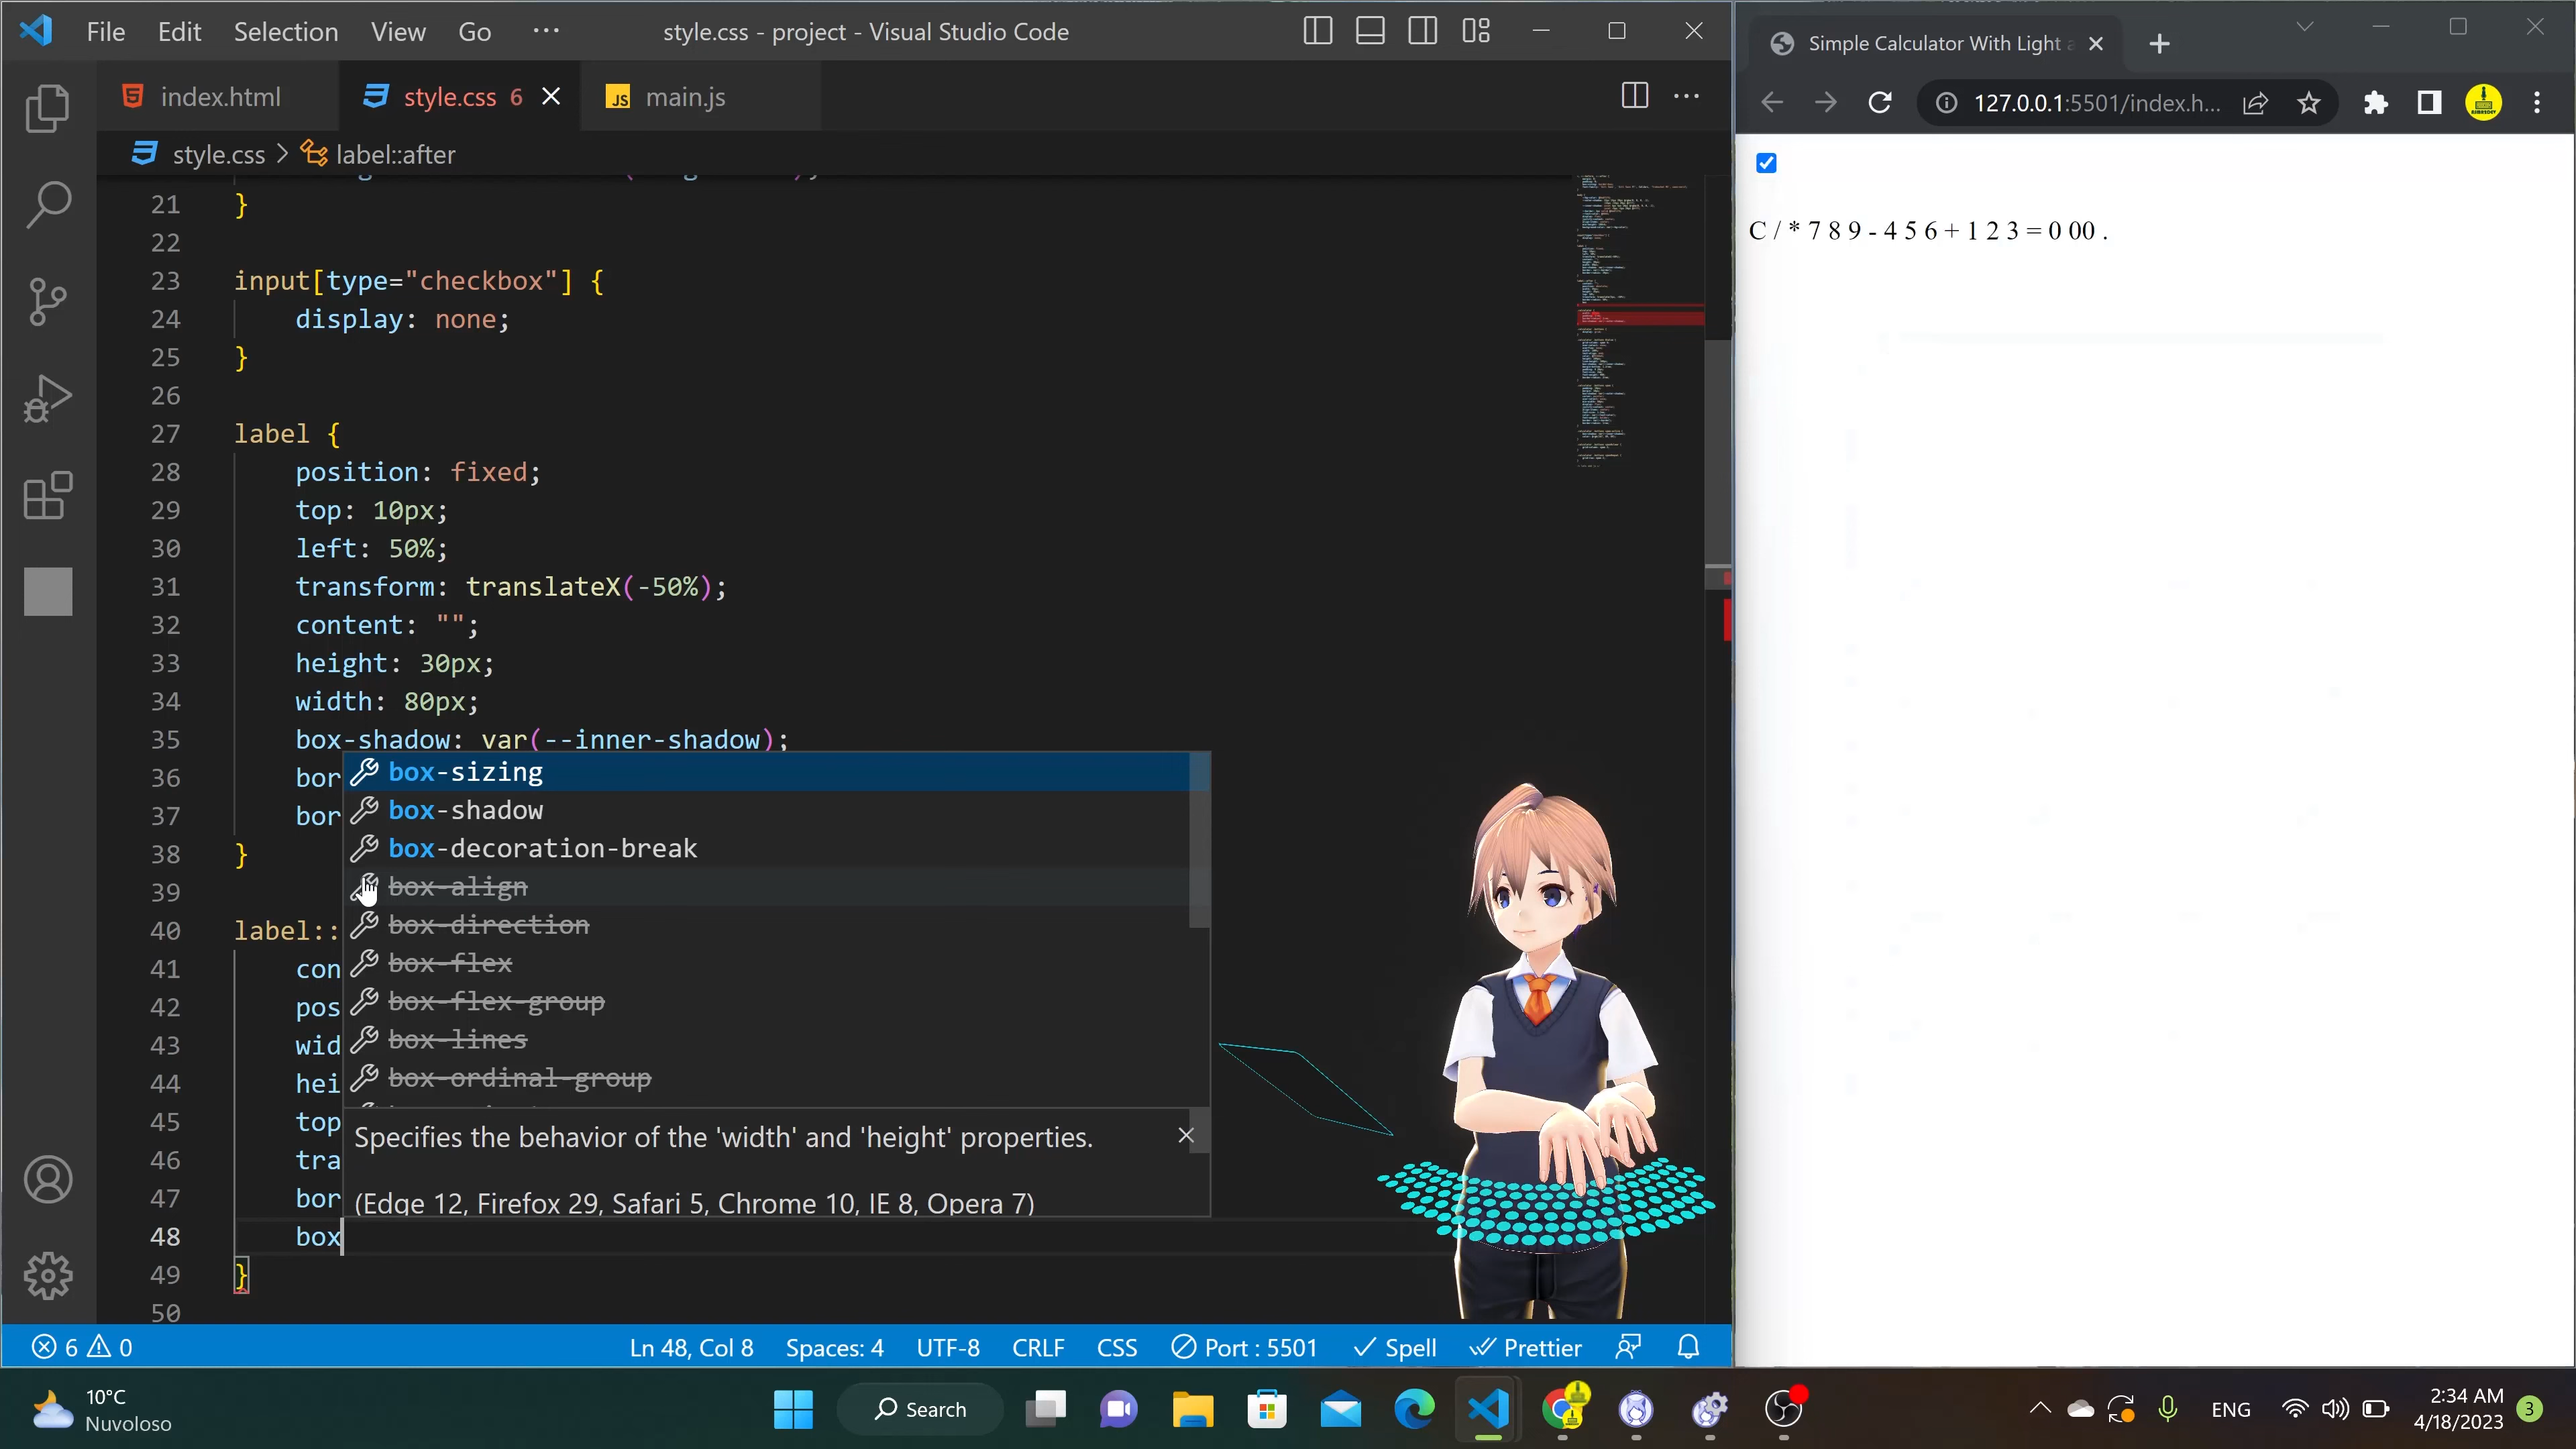 File Edit Selection View Go ··· style.css - project - Visual Studio Code
index.html style.css 6 main.js
style.css > label::after
21 }
22
23 input[type="checkbox"] {
24 display: none;
25 }
26
27 label {
28 position: fixed;
29 top: 10px;
30 left: 50%;
31 transform: translateX(-50%);
32 content: "";
33 height: 30px;
34 width: 80px;
35 box-shadow: var(--inner-shadow);
36 bor
37 bor
38 }
39
40 label::
41 con
42 pos
43 wid
44 hei
45 top
46 tra
47 bor
48 box
49 }
50
box-sizing
box-shadow
box-decoration-break
box-align
box-direction
box-flex
box-flex-group
box-lines
box-ordinal-group
Specifies the behavior of the 'width' and 'height' properties.
(Edge 12, Firefox 29, Safari 5, Chrome 10, IE 8, Opera 7)
6 0 Ln 48, Col 8 Spaces: 4 UTF-8 CRLF CSS Port : 5501 Spell Prettier
Simple Calculator With Light
127.0.0.1:5501/index.h...
C / * 7 8 9 - 4 5 6 + 1 2 3 = 0 00 .
10°C
Nuvoloso
Search
ENG
2:34 AM
4/18/2023
3